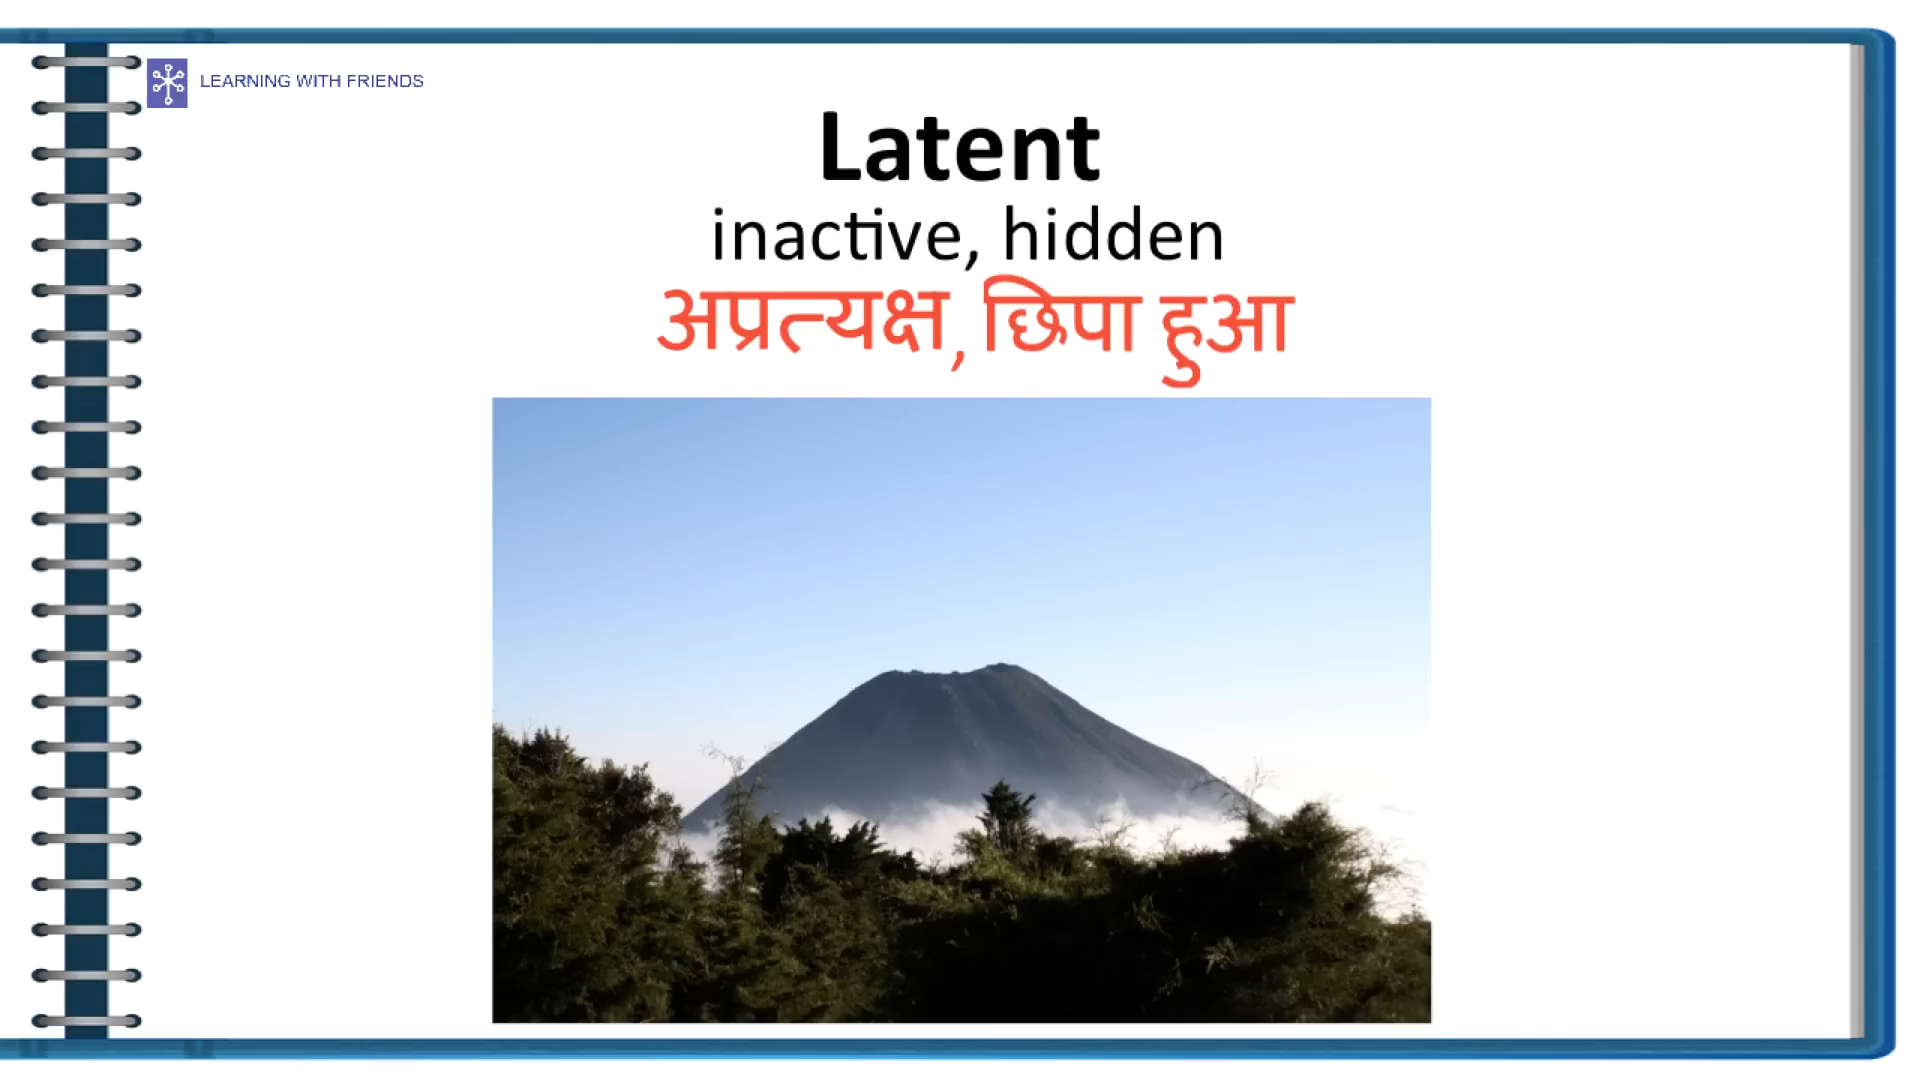 LEARNING WITH FRIENDS
Latent
inactive, hidden
अप्रत्यक्ष, छिपा हुआ